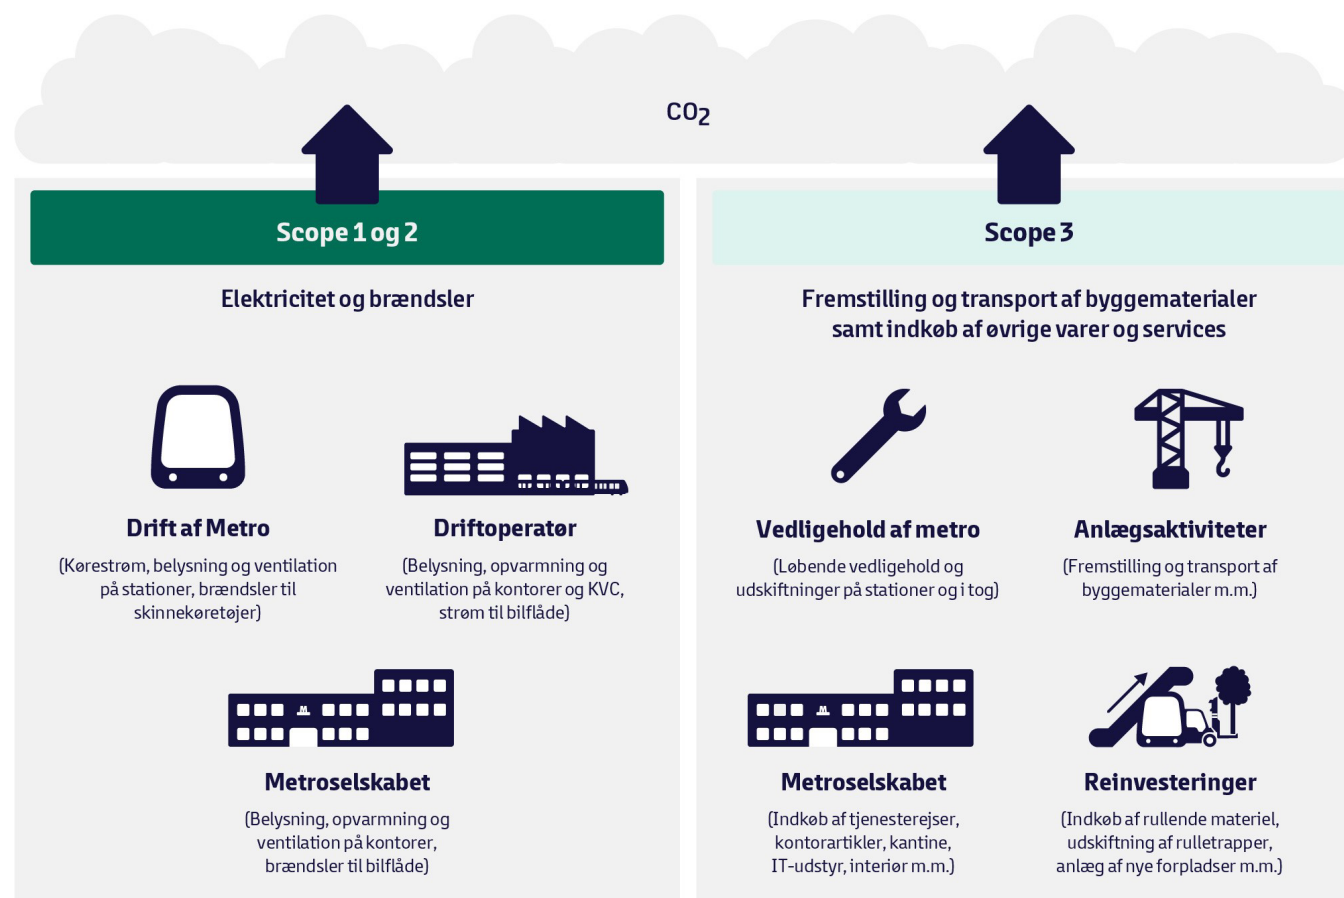 CO2
Scope 1 og 2
Elektricitet og brændsler
Drift af Metro
(Kørestrøm, belysning og ventilation
på stationer, brændsler til
skinnekøretøjer)
Driftoperatør
(Belysning, opvarmning og
ventilation på kontorer og KVC,
strøm til bilflåde)
M
Metroselskabet
(Belysning, opvarmning og
ventilation på kontorer,
brændsler til bilflåde)
Scope 3
Fremstilling og transport af byggematerialer
samt indkøb af øvrige varer og services
Vedligehold af metro
(Løbende vedligehold og
udskiftninger på stationer og i tog)
Anlægsaktiviteter
(Fremstilling og transport af
byggematerialer m.m.)
M
Metroselskabet
(Indkøb af tjenesterejser,
kontorartikler, kantine,
IT-udstyr, interiør m.m.)
Reinvesteringer
(Indkøb af rullende materiel,
udskiftning af rulletrapper,
anlæg af nye forpladser m.m.)